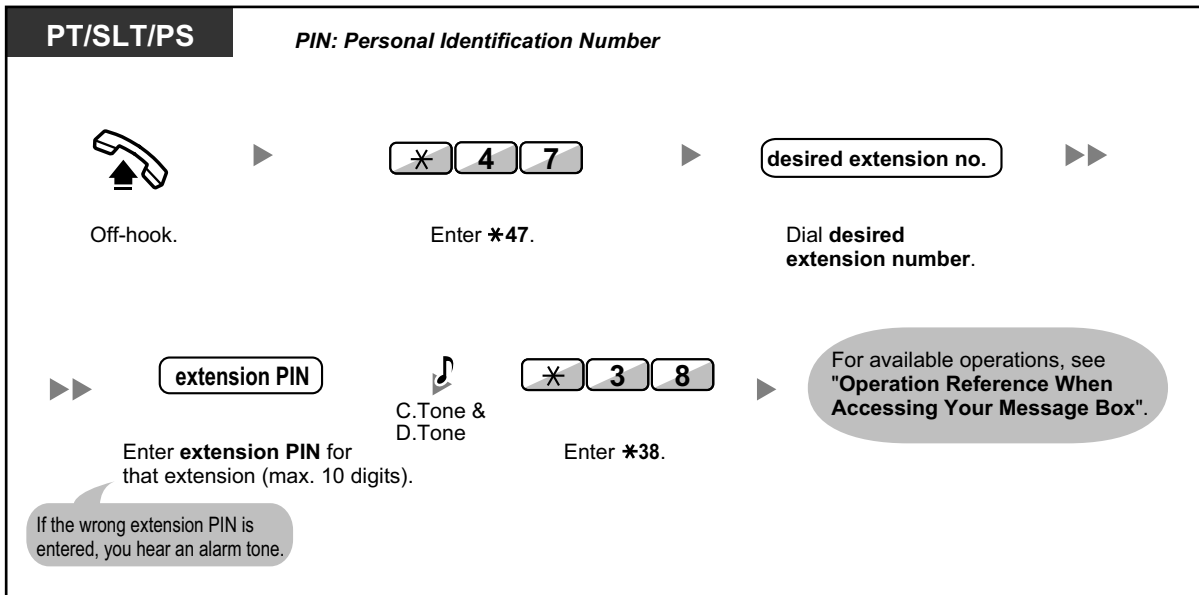 PT/SLT/PS
PIN: Personal Identification Number
* 4 7
desired extension no.
Off-hook.
Enter *47.
Dial desired
extension number.
extension PIN
C.Tone &
D.Tone
* 3 8
For available operations, see
"Operation Reference When
Accessing Your Message Box".
Enter extension PIN for
that extension (max. 10 digits).
Enter *38.
If the wrong extension PIN is
entered, you hear an alarm tone.